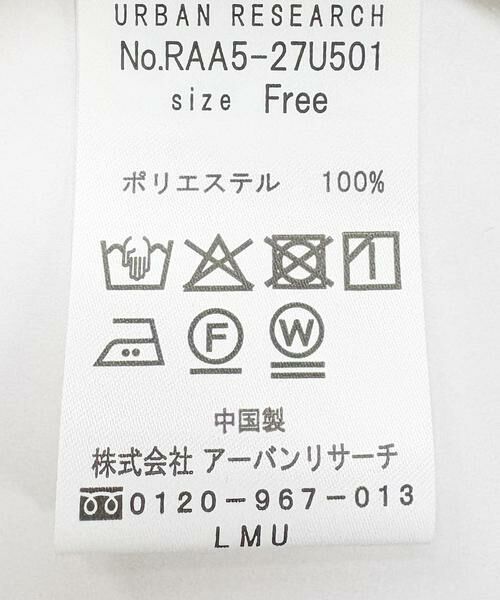 URBAN RESEARCH
No.RAA5-27U501
size Free
ポリエステル 100%
F W
中国製
株式会社 アーバンリサーチ
0120-967-013
LMU